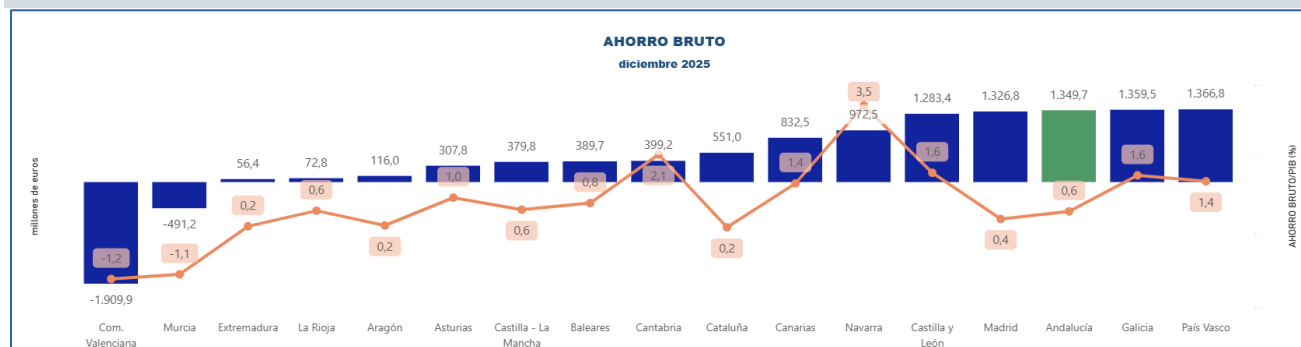 AHORRO BRUTO
diciembre 2025
millones de euros
AHORRO BRUTO/PIB (%)
-1.909,9
-491,2
56,4
72,8
116,0
307,8
379,8
389,7
399,2
551,0
832,5
972,5
1.283,4
1.326,8
1.349,7
1.359,5
1.366,8
-1,2
-1,1
0,2
0,6
0,2
1,0
0,6
0,8
2,1
0,2
1,4
3,5
1,6
0,4
0,6
1,6
1,4
Com. Valenciana
Murcia
Extremadura
La Rioja
Aragón
Asturias
Castilla - La Mancha
Baleares
Cantabria
Cataluña
Canarias
Navarra
Castilla y León
Madrid
Andalucía
Galicia
País Vasco